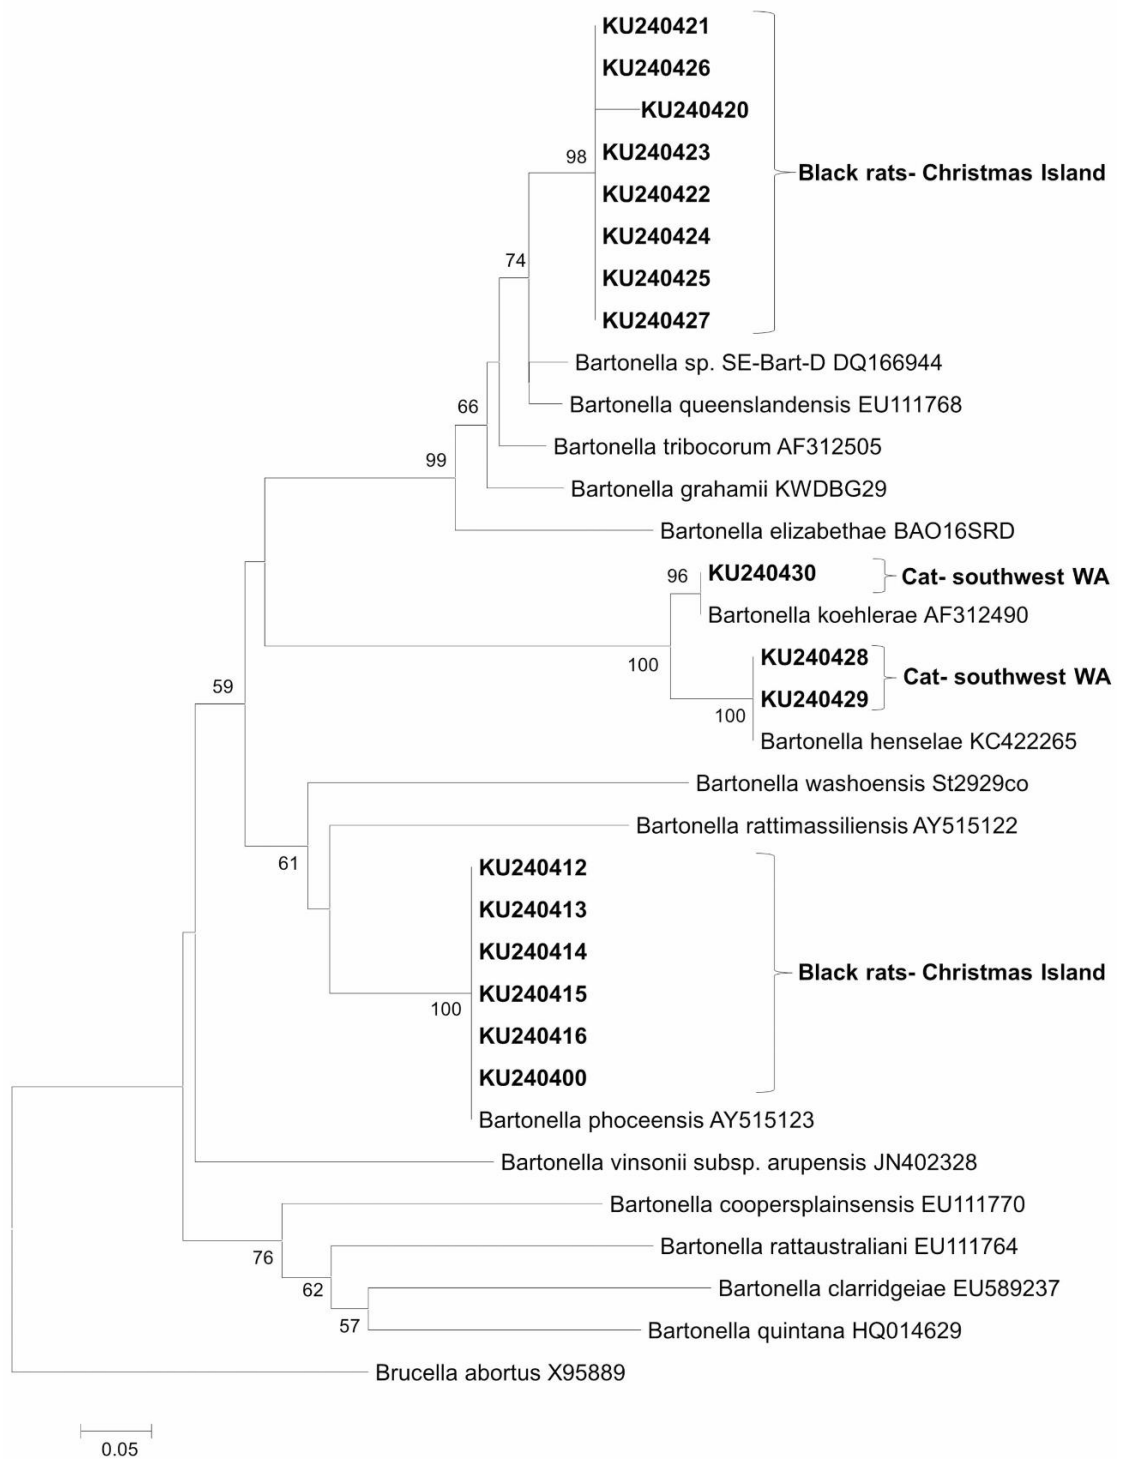 KU240421
KU240426
KU240420
98 KU240423
Black rats- Christmas Island
KU240422
KU240424
74
KU240425
KU240427
Bartonella sp. SE-Bart-D DQ166944
66 Bartonella queenslandensis EU111768
Bartonella tribocorum AF312505
99
Bartonella grahamii KWDBG29
Bartonella elizabethae BAO16SRD
96 KU240430 Cat- southwest WA
Bartonella koehlerae AF312490
100 KU240428
Cat- southwest WA
59 KU240429
100
Bartonella henselae KC422265
Bartonella washoensis St2929co
Bartonella rattimassiliensis AY515122
61 KU240412
KU240413
KU240414
Black rats- Christmas Island
KU240415
100
KU240416
KU240400
Bartonella phoceensis AY515123
Bartonella vinsonii subsp. arupensis JN402328
Bartonella coopersplainsensis EU111770
76 Bartonella rattaustraliani EU111764
62 Bartonella clarridgeiae EU589237
57 Bartonella quintana HQ014629
Brucella abortus X95889
0.05